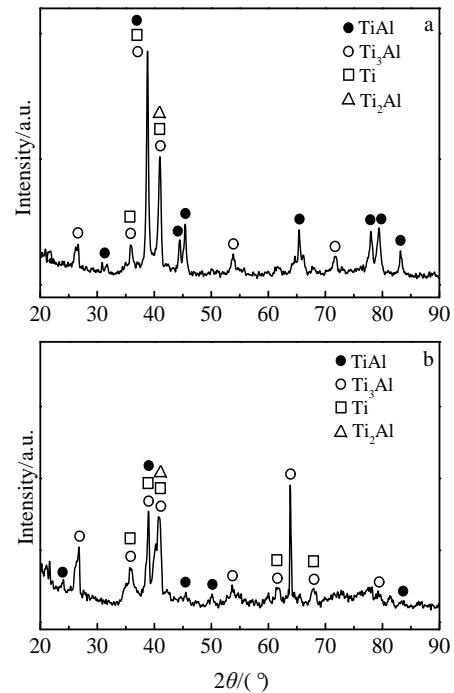 a
TiAl
Ti₃Al
Ti
Ti₂Al
Intensity/a.u.
20 30 40 50 60 70 80 90
b
TiAl
Ti₃Al
Ti
Ti₂Al
Intensity/a.u.
20 30 40 50 60 70 80 90
2θ/(°)